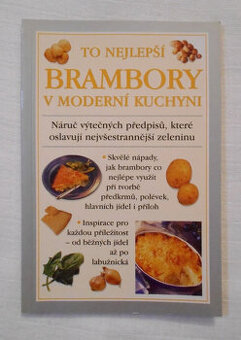 TO NEJLEPŠÍ
BRAMBORY
V MODERNÍ KUCHYNI
Náruč výtečných předpisů, které
oslavují nejvšestrannější zeleninu
• Skvělé nápady,
jak brambory co
nejlépe využít
při tvorbě
předkrmů, polévek,
hlavních jídel i příloh
• Inspirace pro
každou příležitost
– od běžných jídel
až po
labužnická